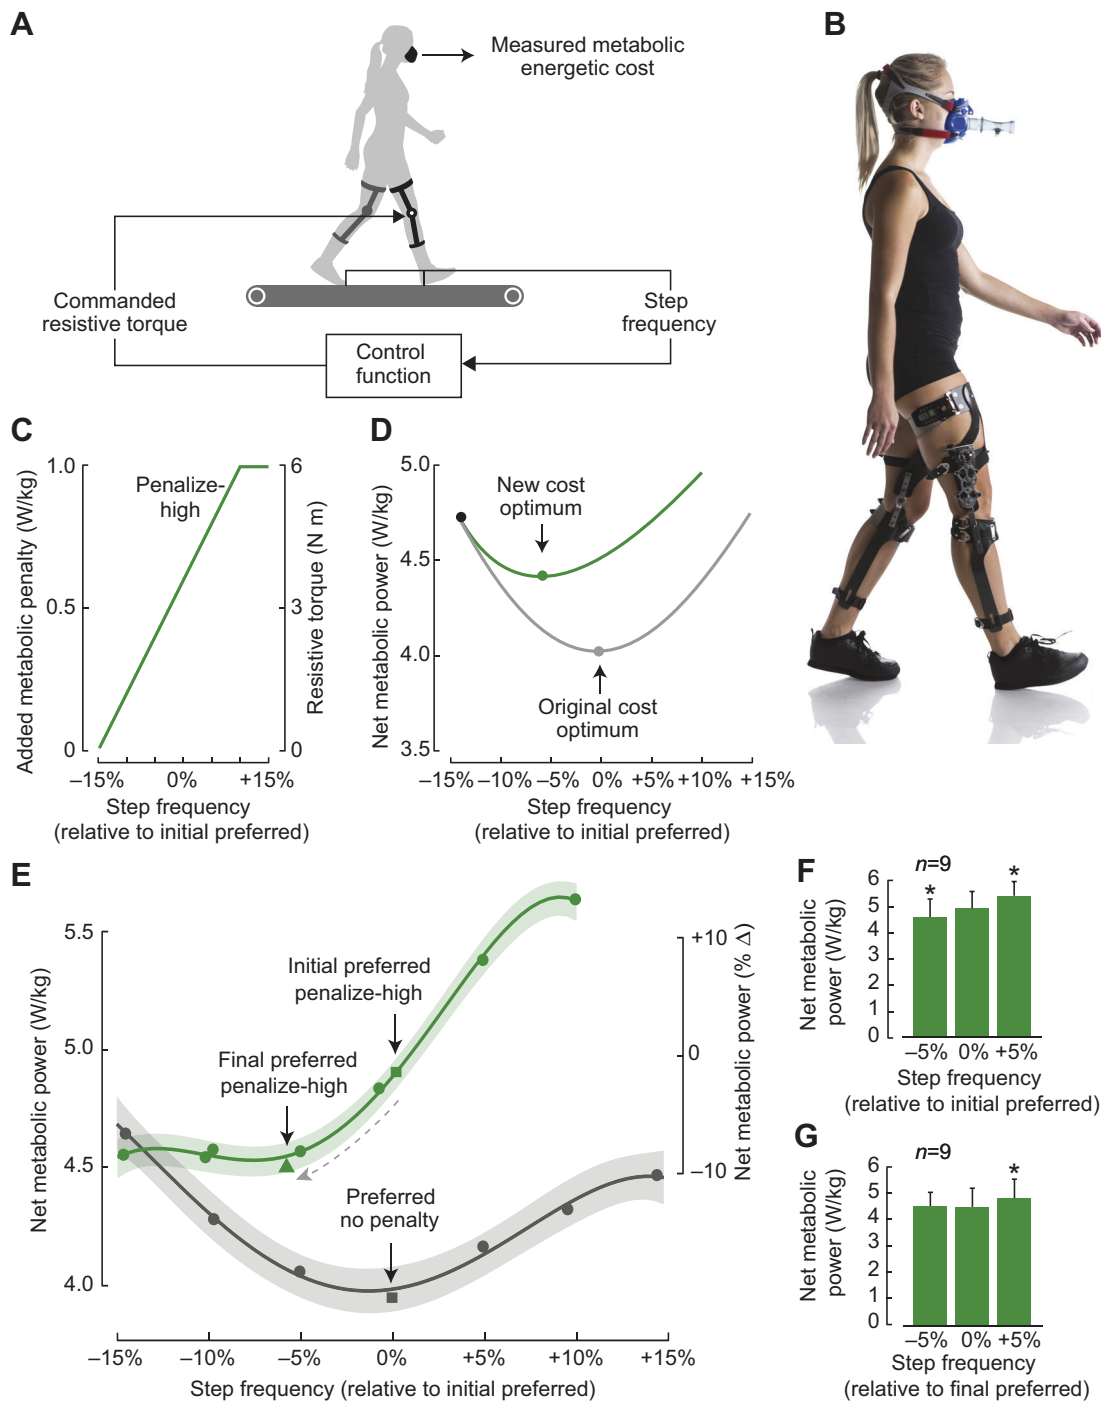 A
Measured metabolic
energetic cost
Commanded
resistive torque
Step
frequency
Control
function
B
C
Added metabolic penalty (W/kg)
1.0
0.5
0
Penalize-
high
6
3
0
Resistive torque (N m)
–15% 0% +15%
Step frequency
(relative to initial preferred)
D
Net metabolic power (W/kg)
5.0
4.5
4.0
3.5
New cost
optimum
Original cost
optimum
–15% –10% –5% 0% +5% +10% +15%
Step frequency
(relative to initial preferred)
E
Net metabolic power (W/kg)
5.5
5.0
4.5
4.0
Initial preferred
penalize-high
Final preferred
penalize-high
Preferred
no penalty
+10
0
–10
Net metabolic power (% Δ)
–15% –10% –5% 0% +5% +10% +15%
Step frequency (relative to initial preferred)
F
Net metabolic
power (W/kg)
n=9
6
5
4
3
2
1
0
* *
–5% 0% +5%
Step frequency
(relative to initial preferred)
G
Net metabolic
power (W/kg)
n=9
6
5
4
3
2
1
0
*
–5% 0% +5%
Step frequency
(relative to final preferred)